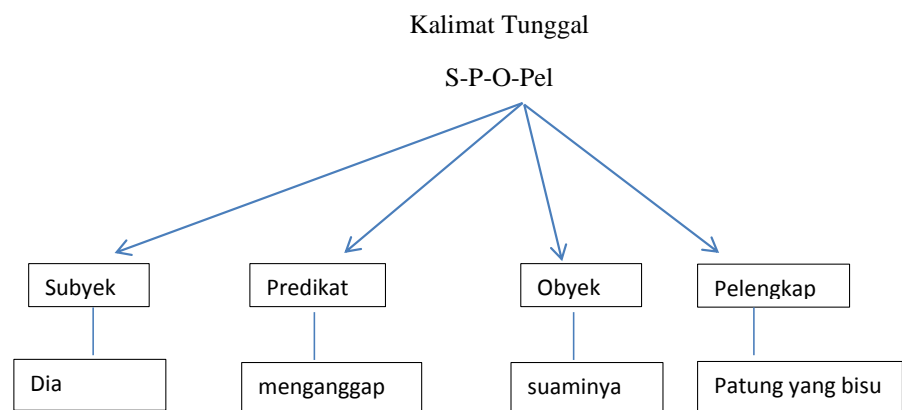 Kalimat Tunggal
S-P-O-Pel
Subyek
Predikat
Obyek
Pelengkap
Dia
menganggap
suaminya
Patung yang bisu